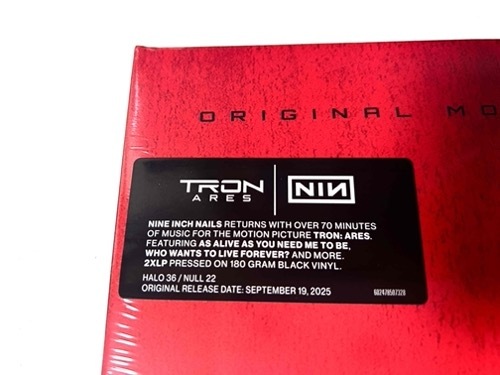 ORIGINAL MO
TRON
ARES
NIN
NINE INCH NAILS RETURNS WITH OVER 70 MINUTES
OF MUSIC FOR THE MOTION PICTURE TRON: ARES.
FEATURING AS ALIVE AS YOU NEED ME TO BE,
WHO WANTS TO LIVE FOREVER? AND MORE.
2XLP PRESSED ON 180 GRAM BLACK VINYL.
HALO 36 / NULL 22
ORIGINAL RELEASE DATE: SEPTEMBER 19, 2025
602478507328